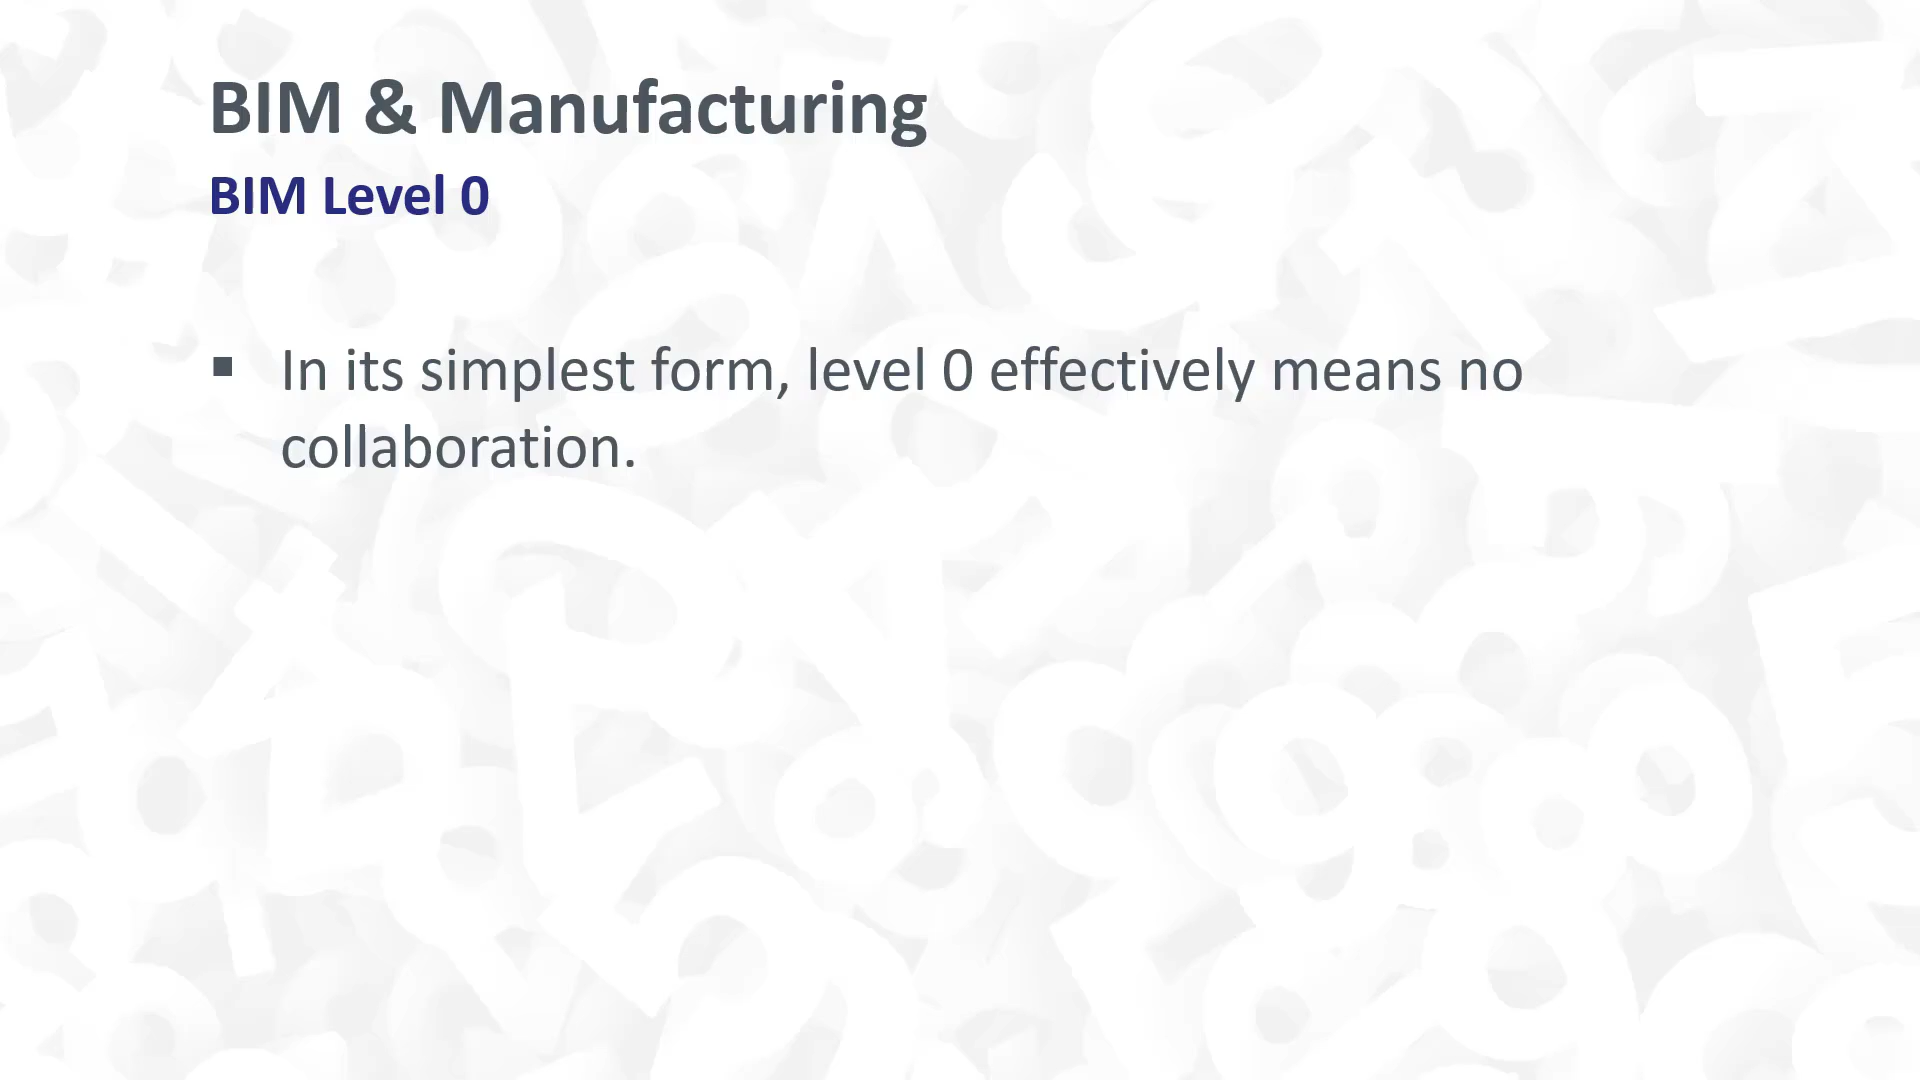 BIM & Manufacturing
BIM Level 0
▪ In its simplest form, level 0 effectively means no
collaboration.